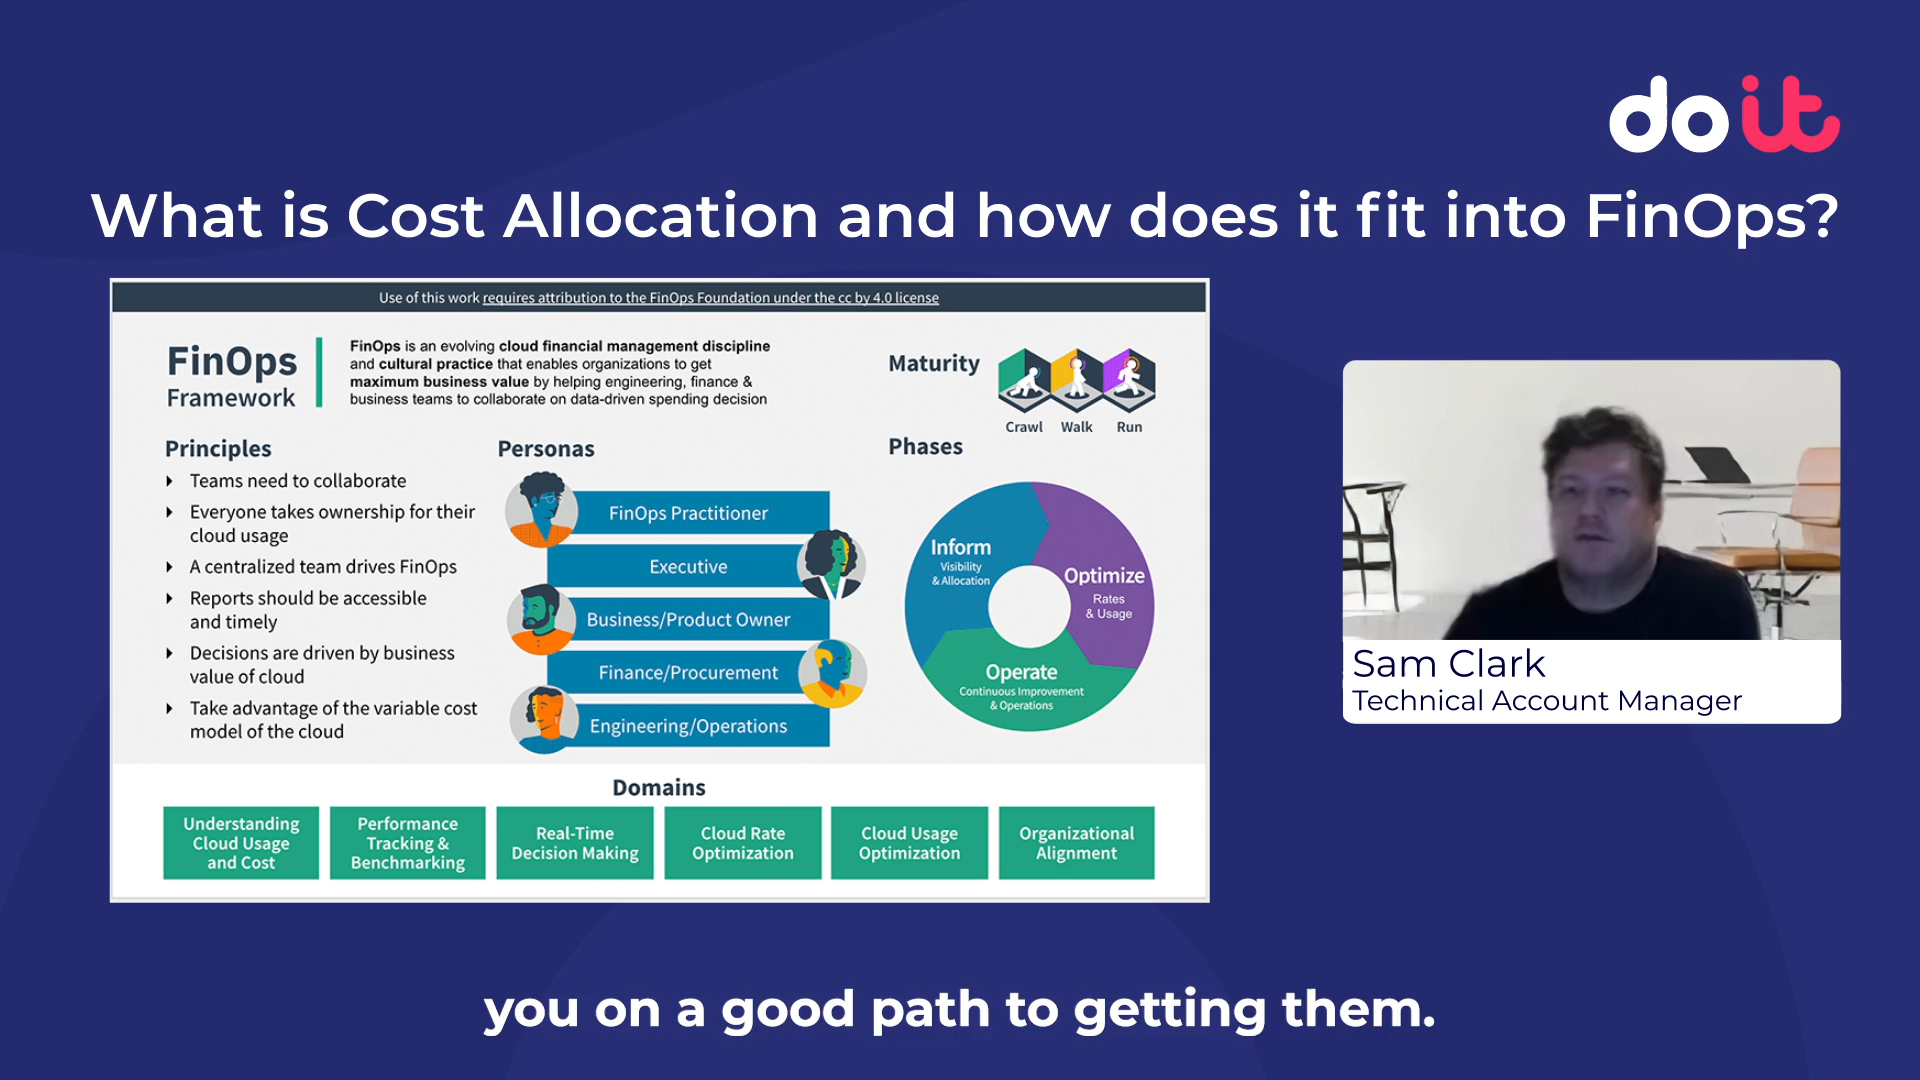 doit
What is Cost Allocation and how does it fit into FinOps?
Use of this work requires attribution to the FinOps Foundation under the cc by 4.0 license
FinOps
Framework
FinOps is an evolving cloud financial management discipline
and cultural practice that enables organizations to get
maximum business value by helping engineering, finance &
business teams to collaborate on data-driven spending decision
Maturity
Crawl
Walk
Run
Principles
Teams need to collaborate
Everyone takes ownership for their
cloud usage
A centralized team drives FinOps
Reports should be accessible
and timely
Decisions are driven by business
value of cloud
Take advantage of the variable cost
model of the cloud
Personas
FinOps Practitioner
Executive
Business/Product Owner
Finance/Procurement
Engineering/Operations
Phases
Inform
Visibility
& Allocation
Optimize
Rates
& Usage
Operate
Continuous Improvement
& Operations
Domains
Understanding
Cloud Usage
and Cost
Performance
Tracking &
Benchmarking
Real-Time
Decision Making
Cloud Rate
Optimization
Cloud Usage
Optimization
Organizational
Alignment
Sam Clark
Technical Account Manager
you on a good path to getting them.